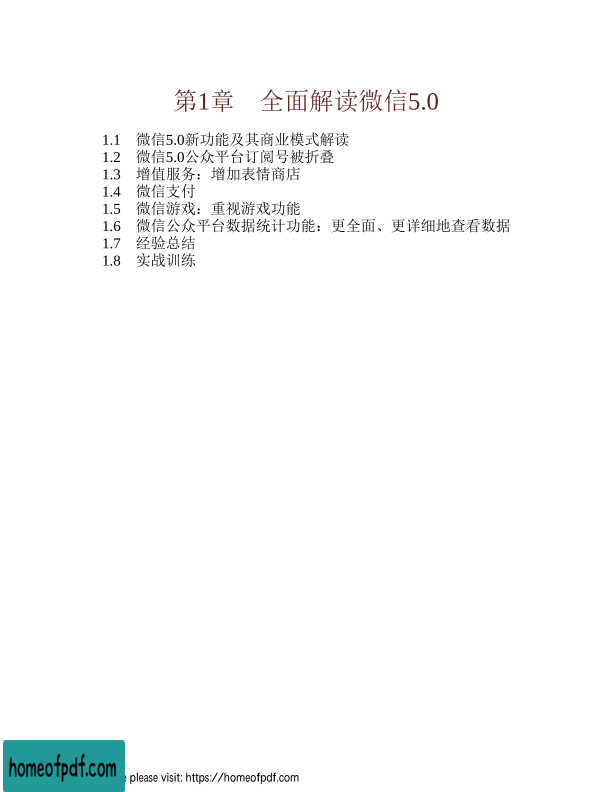 第1章　全面解读微信5.0
1.1　微信5.0新功能及其商业模式解读
1.2　微信5.0公众平台订阅号被折叠
1.3　增值服务：增加表情商店
1.4　微信支付
1.5　微信游戏：重视游戏功能
1.6　微信公众平台数据统计功能：更全面、更详细地查看数据
1.7　经验总结
1.8　实战训练
homeofpdf.com
please visit: https://homeofpdf.com